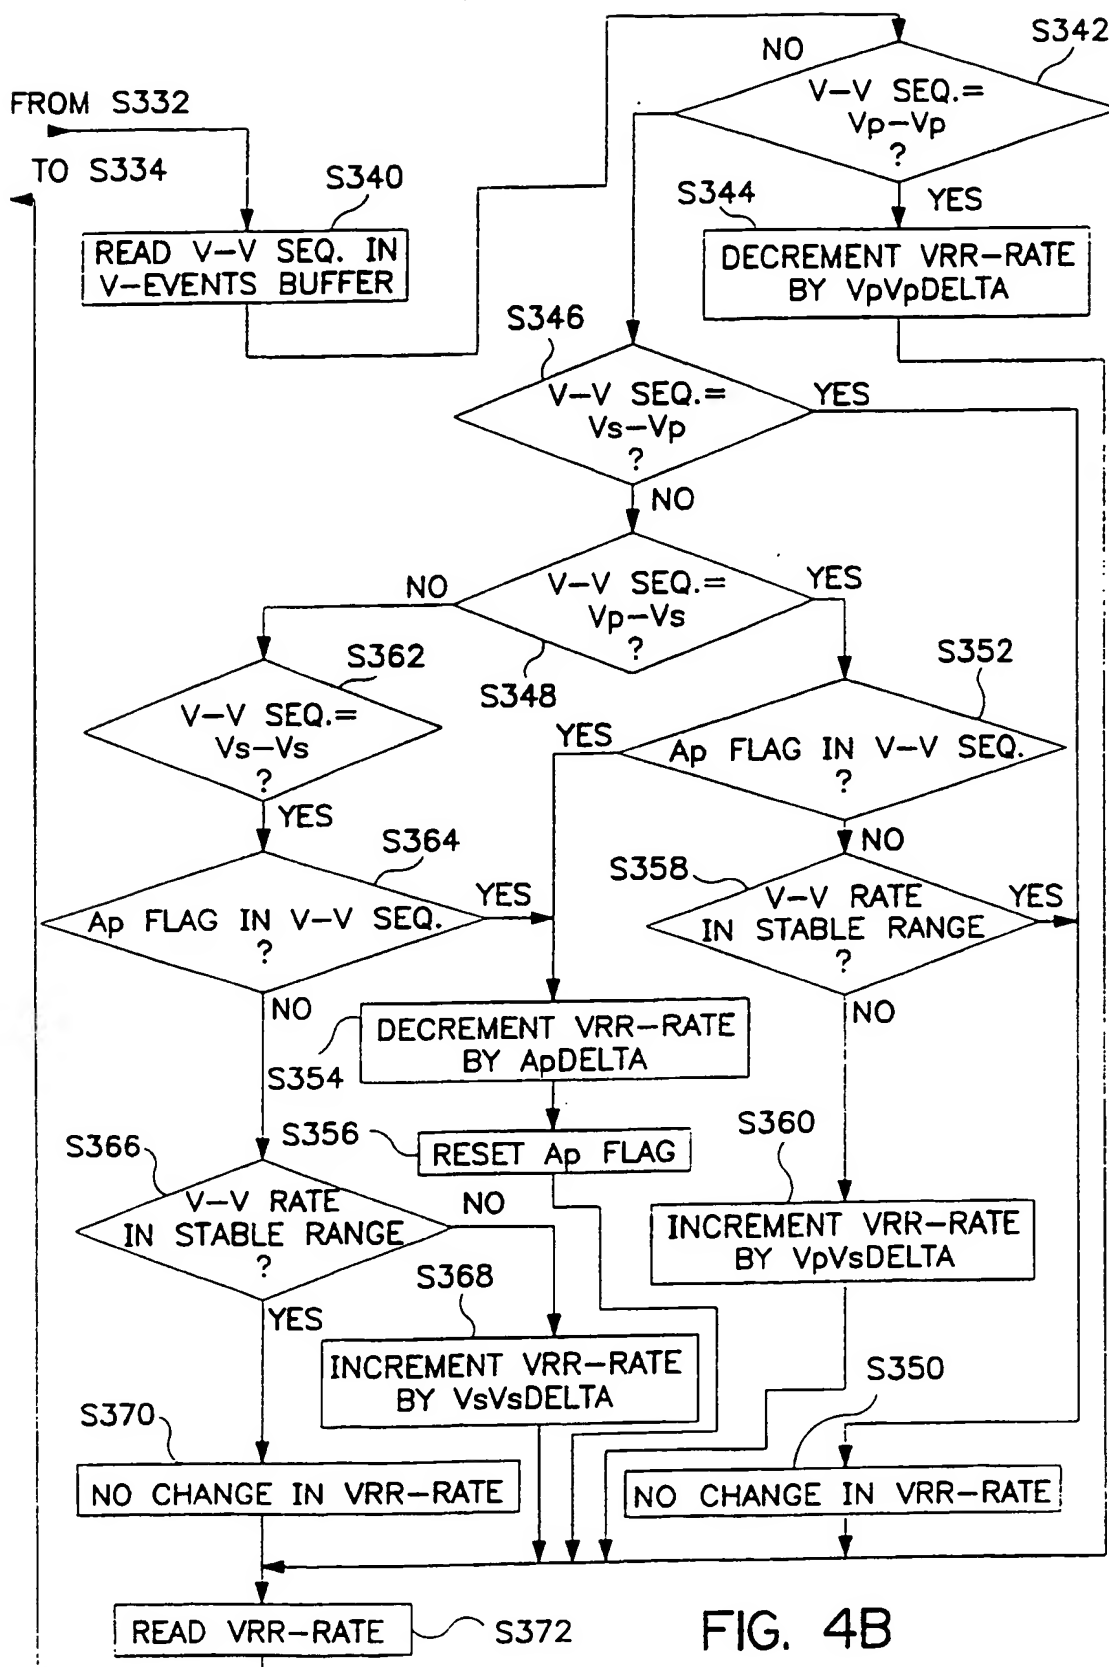 S342
NO
V-V SEQ.=
Vp-Vp
?
FROM S332
TO S334
S340
S344
YES
READ V-V SEQ. IN
V-EVENTS BUFFER
DECREMENT VRR-RATE
BY VpVpDELTA
S346
V-V SEQ.=
Vs-Vp
?
YES
NO
V-V SEQ.=
Vp-Vs
?
NO
YES
S362
S348
S352
V-V SEQ.=
Vs-Vs
?
YES
Ap FLAG IN V-V SEQ.
?
YES
NO
S364
S358
Ap FLAG IN V-V SEQ.
?
YES
V-V RATE
IN STABLE RANGE
?
YES
NO
NO
DECREMENT VRR-RATE
BY ApDELTA
S354
S356
RESET Ap FLAG
S360
S366
V-V RATE
IN STABLE RANGE
?
NO
INCREMENT VRR-RATE
BY VpVsDELTA
S368
YES
INCREMENT VRR-RATE
BY VsVsDELTA
S350
S370
NO CHANGE IN VRR-RATE
NO CHANGE IN VRR-RATE
READ VRR-RATE
S372
FIG. 4B